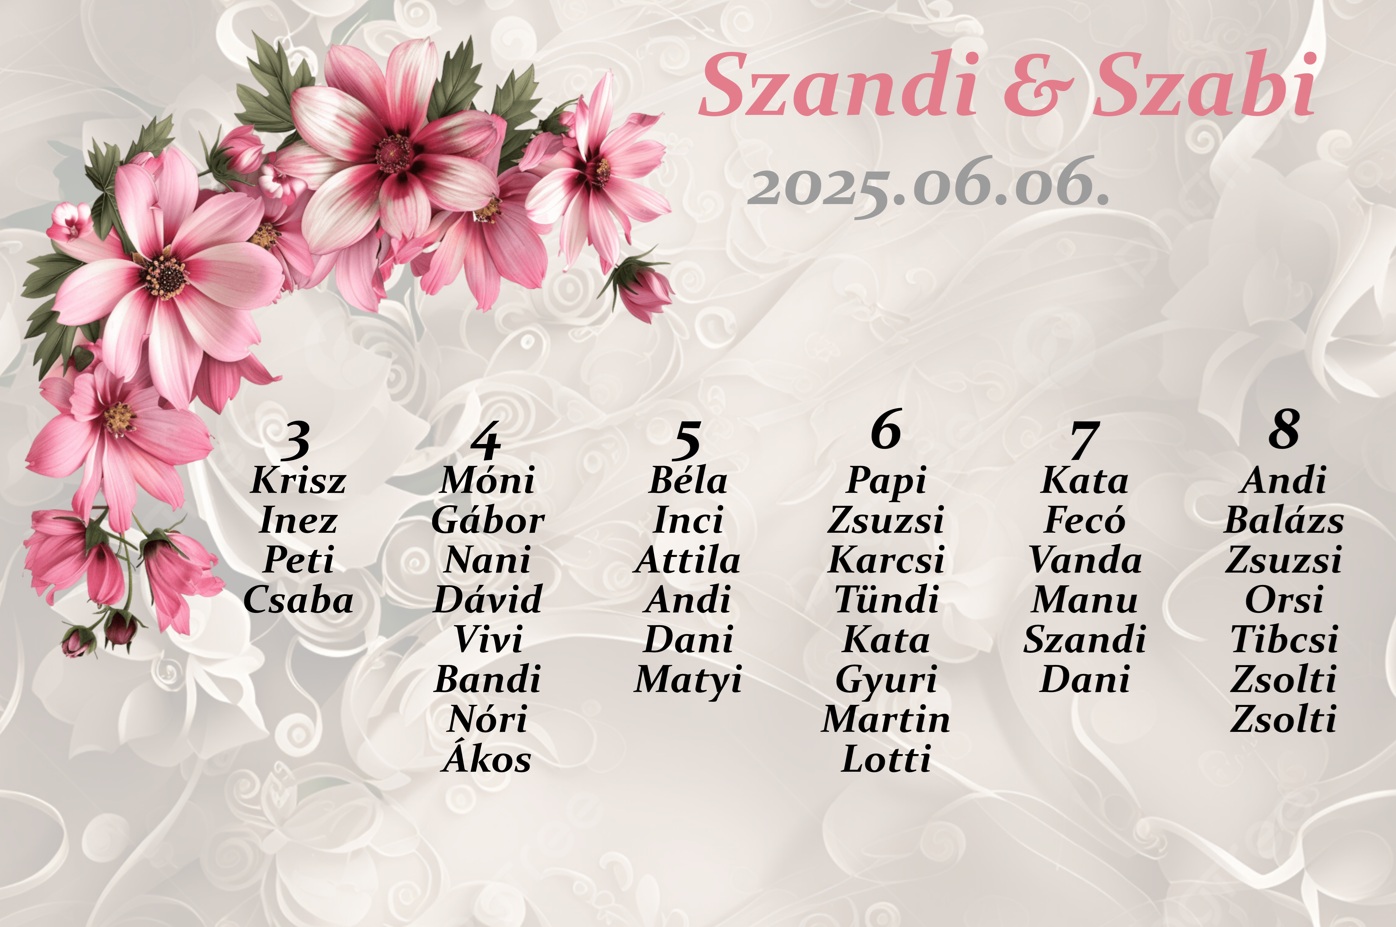 Szandi & Szabi
2025.06.06.
3
Krisz
Inez
Peti
Csaba
4
Móni
Gábor
Nani
Dávid
Vivi
Bandi
Nóri
Ákos
5
Béla
Inci
Attila
Andi
Dani
Matyi
6
Papi
Zsuzsi
Karcsi
Tündi
Kata
Gyuri
Martin
Lotti
7
Kata
Fecó
Vanda
Manu
Szandi
Dani
8
Andi
Balázs
Zsuzsi
Orsi
Tibcsi
Zsolti
Zsolti